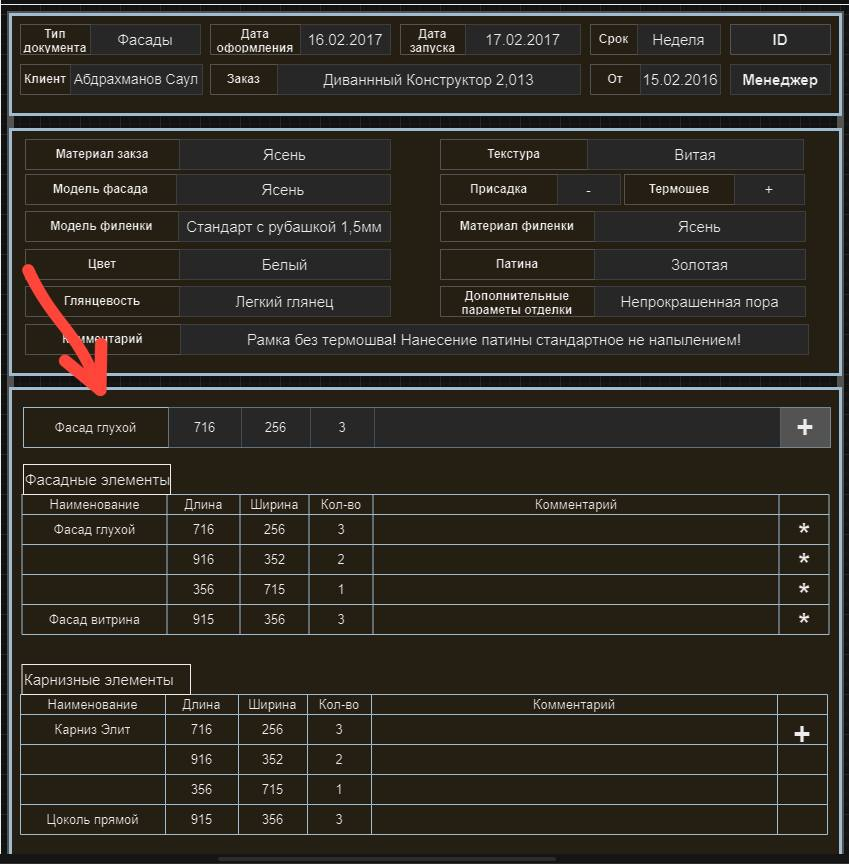 Тип документа Фасады Дата оформления 16.02.2017 Дата запуска 17.02.2017 Срок Неделя ID
Клиент Абдрахманов Саул Заказ Диваннный Конструктор 2,013 От 15.02.2016 Менеджер
Материал закза Ясень Текстура Витая
Модель фасада Ясень Присадка - Термошев +
Модель филенки Стандарт с рубашкой 1,5мм Материал филенки Ясень
Цвет Белый Патина Золотая
Глянцевость Легкий глянец Дополнительные параметы отделки Непрокрашенная пора
Комментарий Рамка без термошва! Нанесение патины стандартное не напылением!
Фасад глухой 716 256 3 +
Фасадные элементы
Наименование Длина Ширина Кол-во Комментарий
Фасад глухой 716 256 3 *
916 352 2 *
356 715 1 *
Фасад витрина 915 356 3 *
Карнизные элементы
Наименование Длина Ширина Кол-во Комментарий
Карниз Элит 716 256 3 +
916 352 2
356 715 1
Цоколь прямой 915 356 3